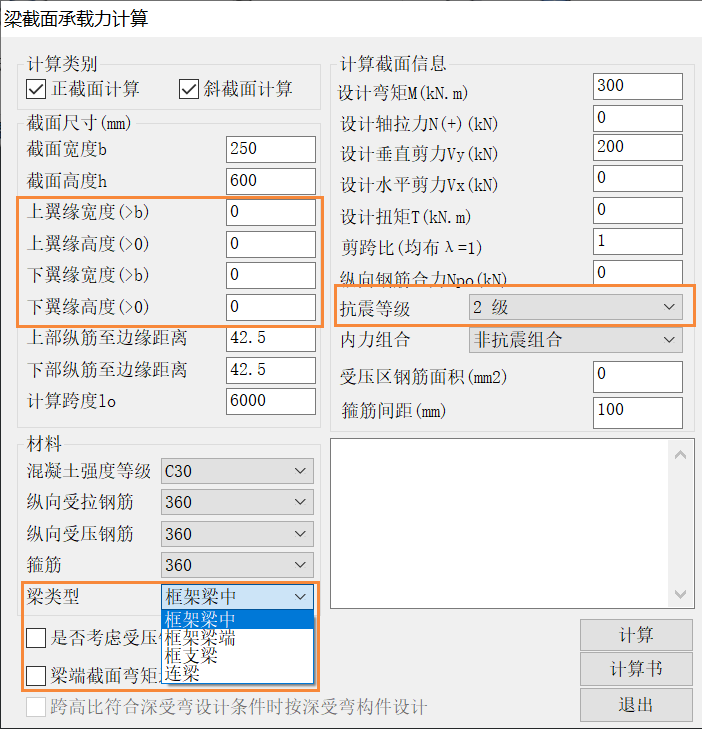 梁截面承载力计算
计算类别
正截面计算 斜截面计算
截面尺寸(mm)
截面宽度b 250
截面高度h 600
上翼缘宽度(>b) 0
上翼缘高度(>0) 0
下翼缘宽度(>b) 0
下翼缘高度(>0) 0
上部纵筋至边缘距离 42.5
下部纵筋至边缘距离 42.5
计算跨度lo 6000
材料
混凝土强度等级 C30
纵向受拉钢筋 360
纵向受压钢筋 360
箍筋 360
梁类型 框架梁中
框架梁中
框架梁端
框支梁
连梁
是否考虑受压
梁端截面弯矩
跨高比符合深受弯设计条件时按深受弯构件设计
计算截面信息
设计弯矩M(kN.m) 300
设计轴拉力N(+)(kN) 0
设计垂直剪力Vy(kN) 200
设计水平剪力Vx(kN) 0
设计扭矩T(kN.m) 0
剪跨比(均布λ=1) 1
纵向钢筋合力Npo(kN) 0
抗震等级 2 级
内力组合 非抗震组合
受压区钢筋面积(mm2) 0
箍筋间距(mm) 100
计算
计算书
退出